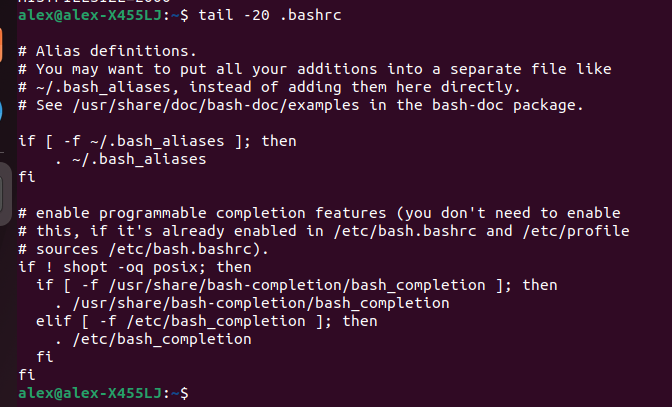 alex@alex-X455LJ:~$ tail -20 .bashrc

# Alias definitions.
# You may want to put all your additions into a separate file like
# ~/.bash_aliases, instead of adding them here directly.
# See /usr/share/doc/bash-doc/examples in the bash-doc package.

if [ -f ~/.bash_aliases ]; then
    . ~/.bash_aliases
fi

# enable programmable completion features (you don't need to enable
# this, if it's already enabled in /etc/bash.bashrc and /etc/profile
# sources /etc/bash.bashrc).
if ! shopt -oq posix; then
  if [ -f /usr/share/bash-completion/bash_completion ]; then
    . /usr/share/bash-completion/bash_completion
  elif [ -f /etc/bash_completion ]; then
    . /etc/bash_completion
  fi
fi
alex@alex-X455LJ:~$